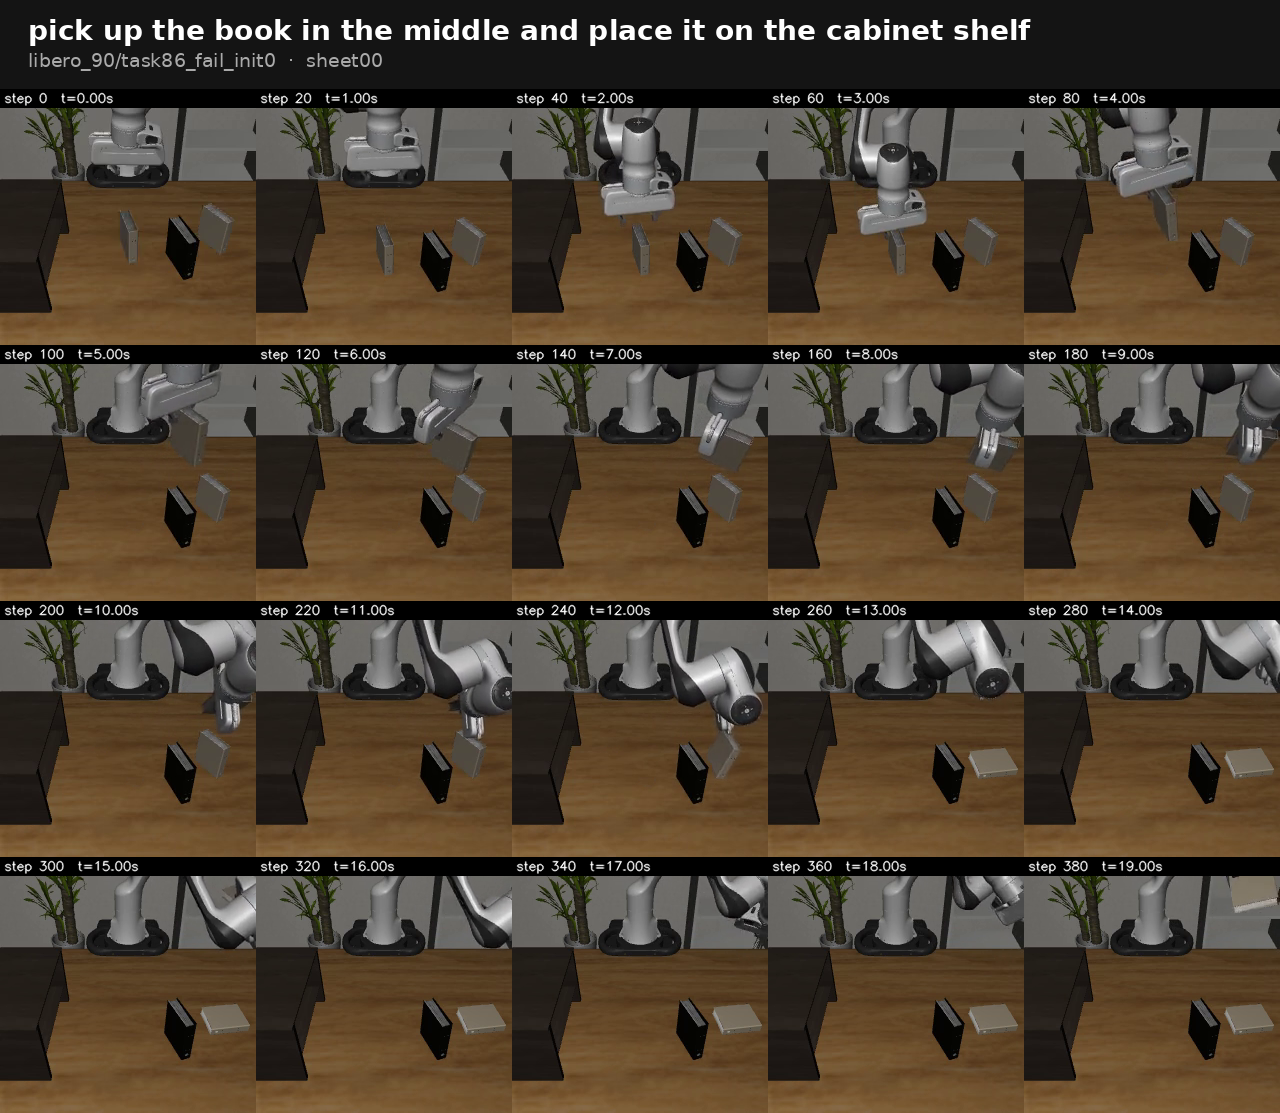 pick up the book in the middle and place it on the cabinet shelf
libero_90/task86_fail_init0 · sheet00
step 0 t=0.00s
step 20 t=1.00s
step 40 t=2.00s
step 60 t=3.00s
step 80 t=4.00s
step 100 t=5.00s
step 120 t=6.00s
step 140 t=7.00s
step 160 t=8.00s
step 180 t=9.00s
step 200 t=10.00s
step 220 t=11.00s
step 240 t=12.00s
step 260 t=13.00s
step 280 t=14.00s
step 300 t=15.00s
step 320 t=16.00s
step 340 t=17.00s
step 360 t=18.00s
step 380 t=19.00s